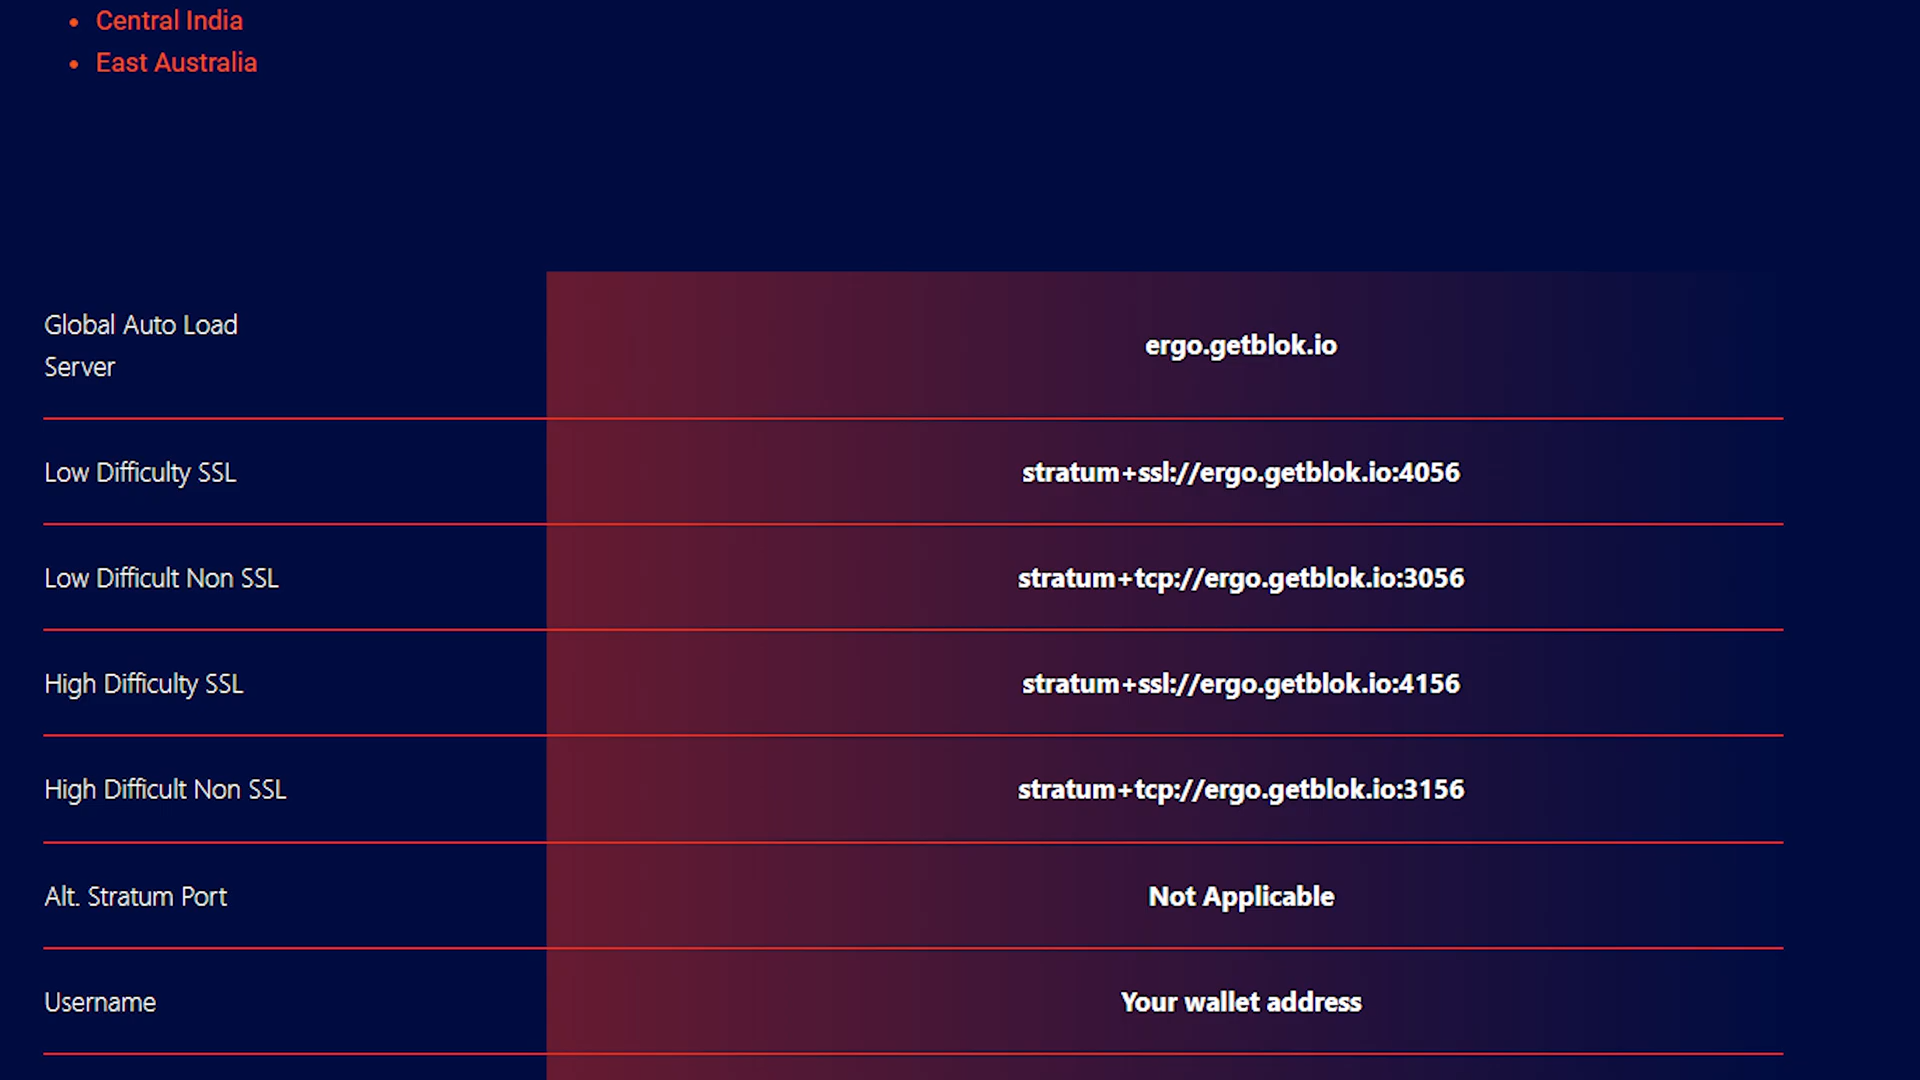 Central India
East Australia
Global Auto Load
Server
ergo.getblok.io
Low Difficulty SSL
stratum+ssl://ergo.getblok.io:4056
Low Difficult Non SSL
stratum+tcp://ergo.getblok.io:3056
High Difficulty SSL
stratum+ssl://ergo.getblok.io:4156
High Difficult Non SSL
stratum+tcp://ergo.getblok.io:3156
Alt. Stratum Port
Not Applicable
Username
Your wallet address